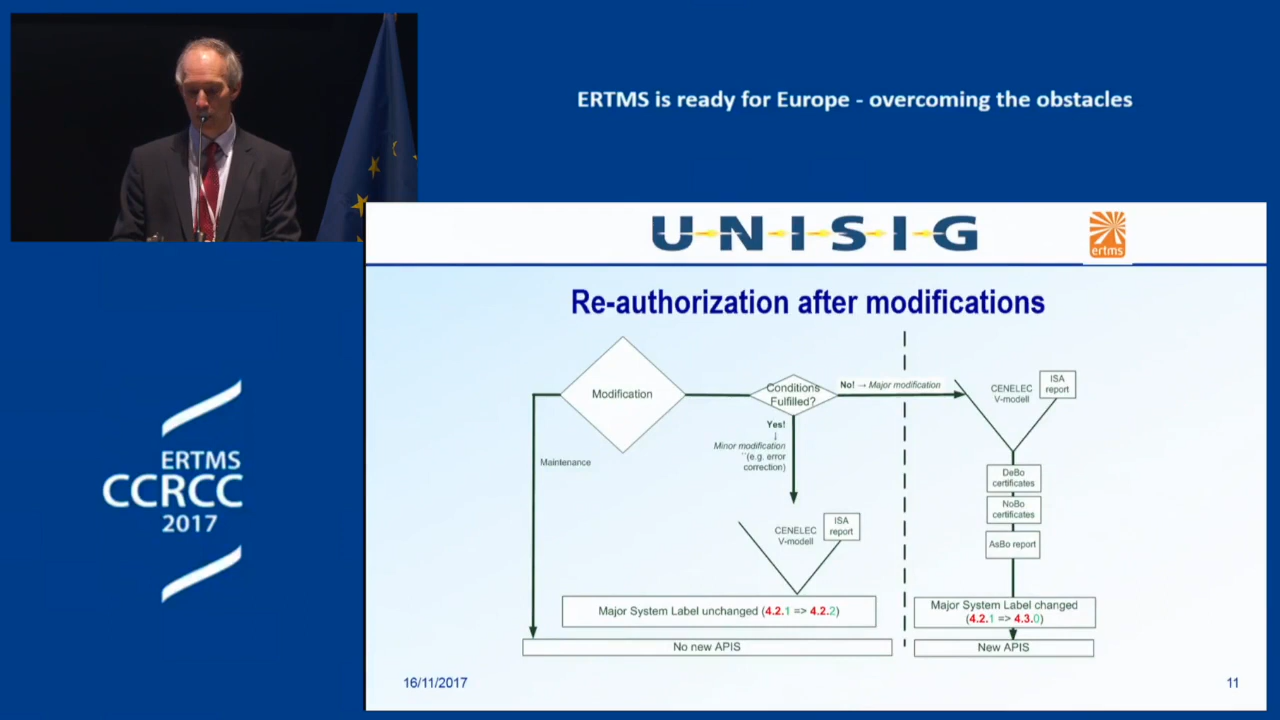 ERTMS is ready for Europe - overcoming the obstacles
UNISIG
ertms
Re-authorization after modifications
Modification
Conditions
Fulfilled?
No! → Major modification
CENELEC
V-modell
ISA
report
Yes!
↓
Minor modification
``(e.g. error
correction)
Maintenance
DeBo
certificates
NoBo
certificates
AsBo report
CENELEC
V-modell
ISA
report
Major System Label unchanged (4.2.1 => 4.2.2)
Major System Label changed
(4.2.1 => 4.3.0)
No new APIS
New APIS
16/11/2017
11
ERTMS
CCRCC
2017